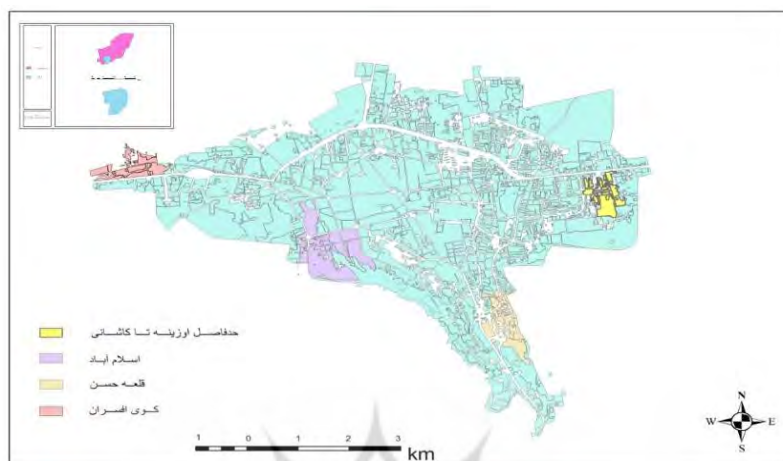 حدفاصل اوزینه تا کاشانی
اسلام آباد
قلعه حسن
کوی افسران
1 0 1 2 3
km
N
W E
S